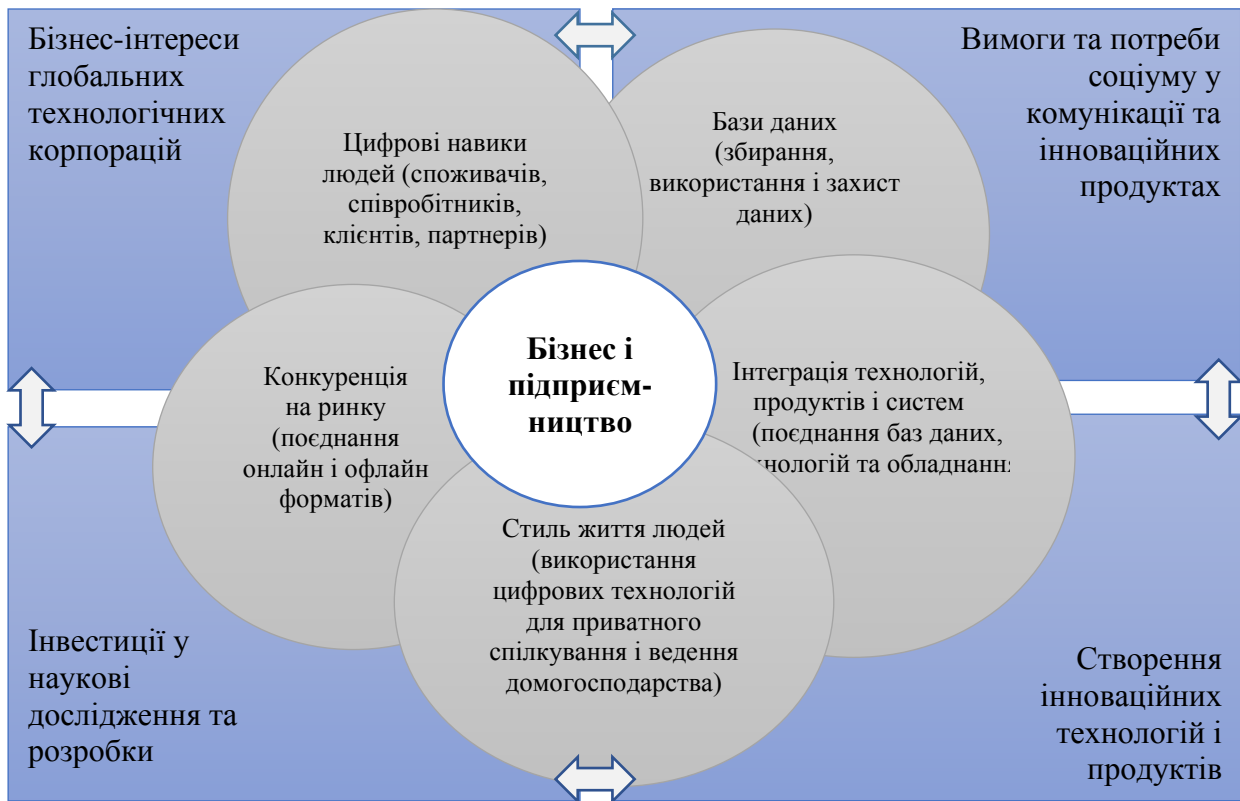 Бізнес-інтереси
глобальних
технологічних
корпорацій
Вимоги та потреби
соціуму у
комунікації та
інноваційних
продуктах
Цифрові навики
людей (споживачів,
співробітників,
клієнтів, партнерів)
Бази даних
(збирання,
використання і захист
даних)
Бізнес і
підприєм-
ництво
Конкуренція
на ринку
(поєднання
онлайн і офлайн
форматів)
Інтеграція технологій,
продуктів і систем
(поєднання баз даних,
хнологій та обладнання
Стиль життя людей
(використання
цифрових технологій
для приватного
спілкування і ведення
домогосподарства)
Інвестиції у
наукові
дослідження та
розробки
Створення
інноваційних
технологій і
продуктів